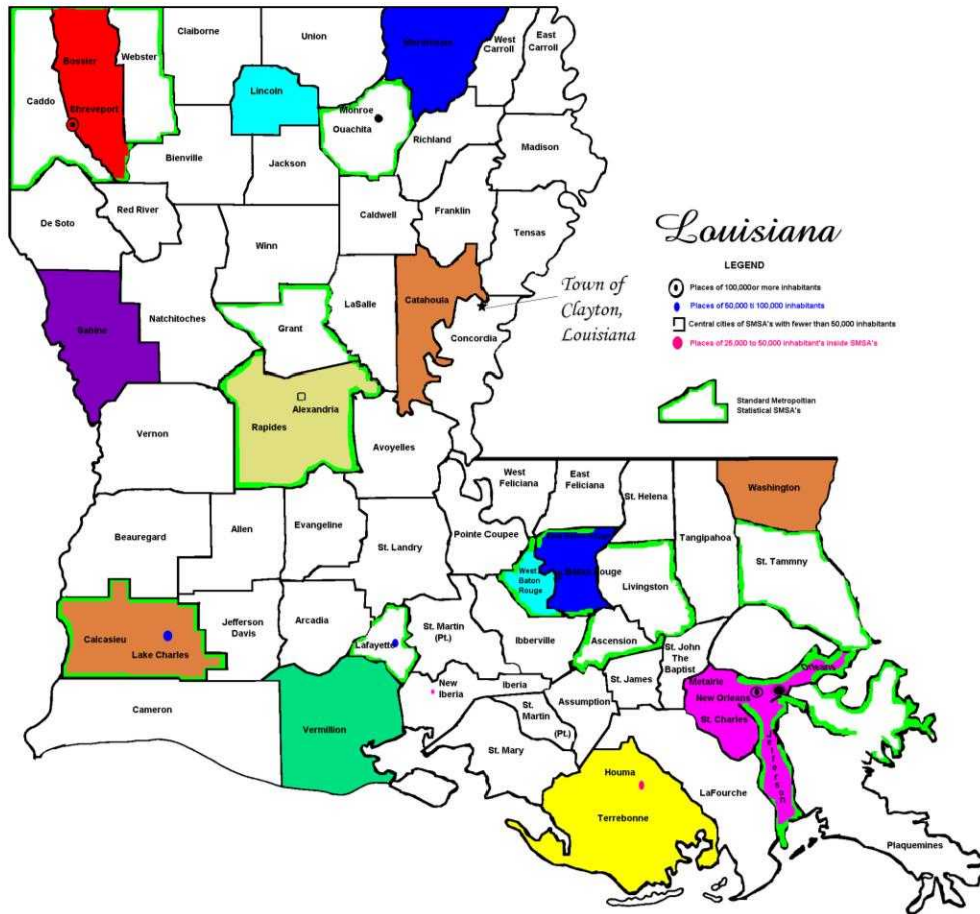 Claiborne
Union
Morehouse
West
Carroll
East
Carroll
Bossier
Webster
Caddo
Shreveport
Lincoln
Monroe
Ouachita
Richland
Madison
Bienville
Jackson
De Soto
Red River
Caldwell
Franklin
Tensas
Winn
LaSalle
Catahoula
Sabine
Natchitoches
Grant
Concordia
Town of
Clayton,
Louisiana
Louisiana
LEGEND
Places of 100,000or more inhabitants
Places of 50,000 ti 100,000 inhabitants
Central cities of SMSA's with fewer than 50,000 inhabitants
Places of 25,000 to 50,000 inhabitant's inside SMSA's
Standard Metropoltian
Statistical SMSA's
Alexandria
Rapides
Vernon
Avoyelles
West
Feliciana
East
Feliciana
St. Helena
Washington
Beauregard
Allen
Evangeline
St. Landry
Pointe Coupee
West
Baton
Rouge
Baton Rouge
Livingston
Tangipahoa
St. Tammny
Calcasieu
Lake Charles
Jefferson
Davis
Arcadia
Lafayette
St. Martin
(Pt.)
Ibberville
Ascension
St. John
The
Baptist
Metairie
Orleans
New Orleans
St. Charles
Jefferson
Cameron
Vermillion
New
Iberia
Iberia
St.
Martin
(Pt.)
Assumption
St. James
St. Mary
Houma
Terrebonne
LaFourche
Plaquemines